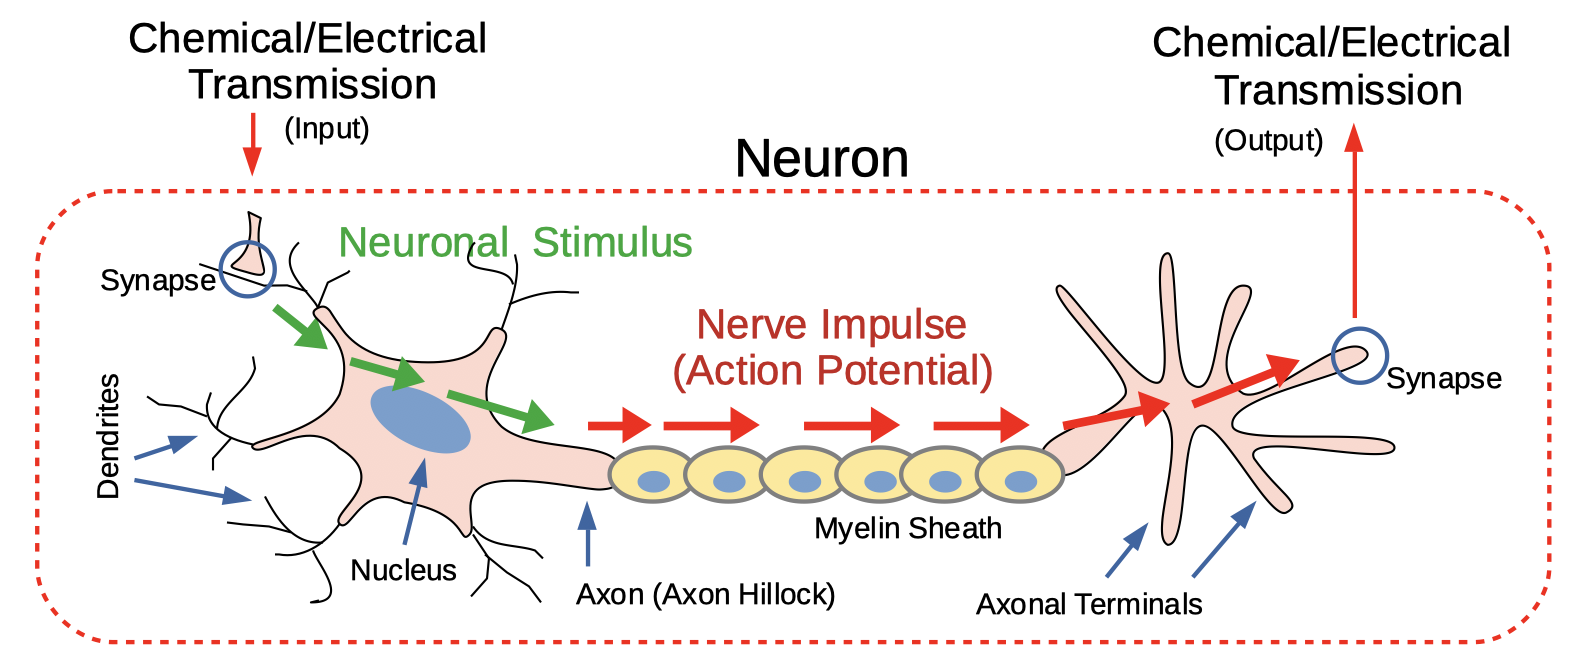 Chemical/Electrical
Transmission
(Input)
Chemical/Electrical
Transmission
(Output)
Neuron
Neuronal Stimulus
Synapse
Nerve Impulse
(Action Potential)
Synapse
Dendrites
Myelin Sheath
Nucleus
Axon (Axon Hillock)
Axonal Terminals